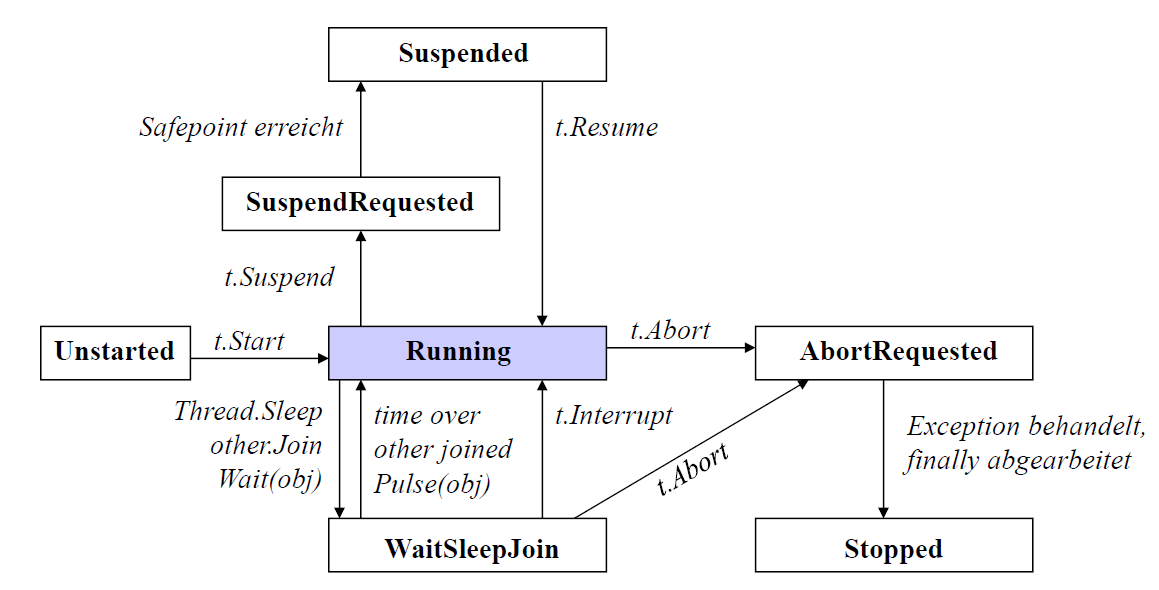 Suspended
Safepoint erreicht
t.Resume
SuspendRequested
t.Suspend
Unstarted
t.Start
Running
t.Abort
AbortRequested
Thread.Sleep
other.Join
Wait(obj)
time over
other joined
Pulse(obj)
t.Interrupt
t.Abort
Exception behandelt,
finally abgearbeitet
WaitSleepJoin
Stopped